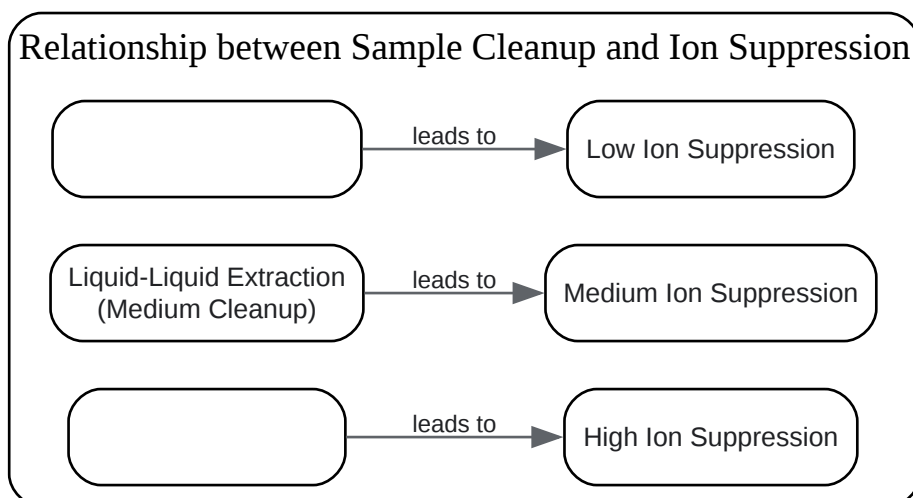 Relationship between Sample Cleanup and Ion Suppression
leads to
Low Ion Suppression
Liquid-Liquid Extraction
(Medium Cleanup)
leads to
Medium Ion Suppression
leads to
High Ion Suppression